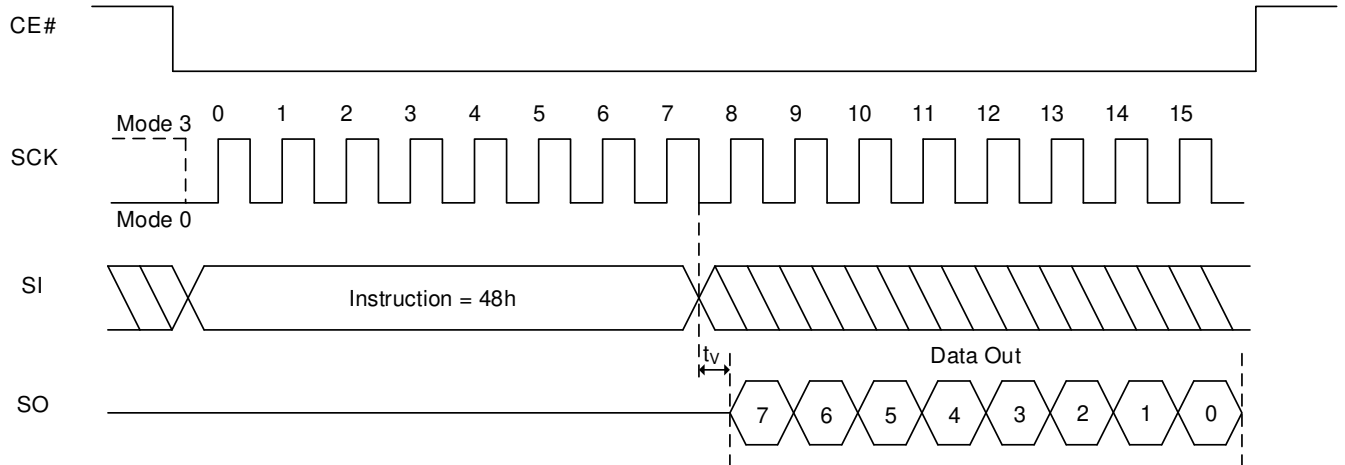 CE#
Mode 3
0 1 2 3 4 5 6 7 8 9 10 11 12 13 14 15
SCK
Mode 0
SI
Instruction = 48h
tV
Data Out
SO
7 6 5 4 3 2 1 0